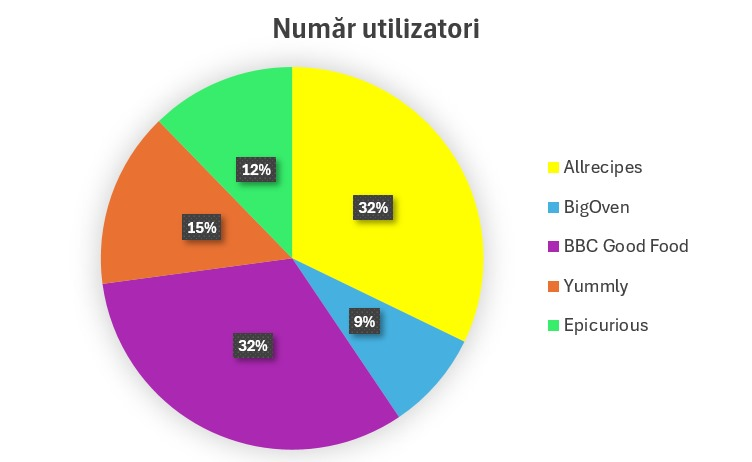 Număr utilizatori
12%
32%
15%
9%
32%
Allrecipes
BigOven
BBC Good Food
Yummly
Epicurious